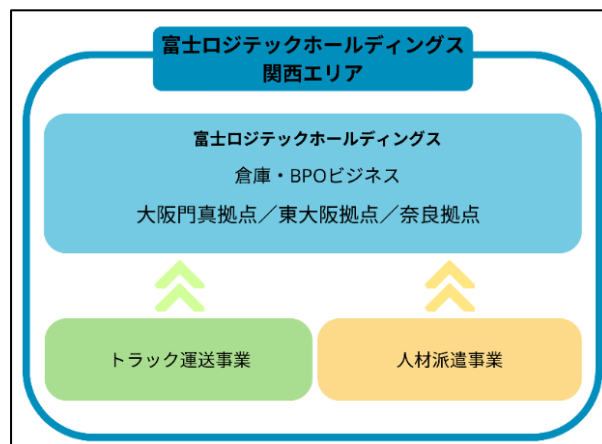 富士ロジテックホールディングス
関西エリア
富士ロジテックホールディングス
倉庫・BPOビジネス
大阪門真拠点／東大阪拠点／奈良拠点
トラック運送事業
人材派遣事業